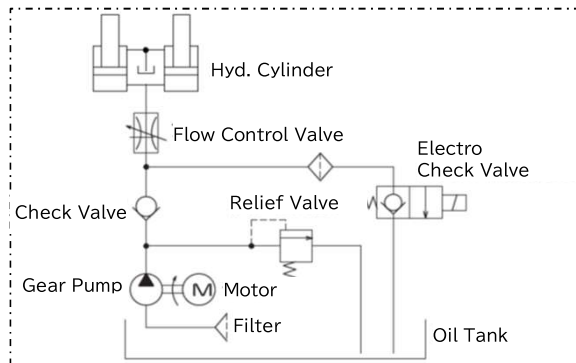 Hyd. Cylinder
Flow Control Valve
Electro
Check Valve
Relief Valve
Check Valve
Gear Pump
M
Motor
Filter
Oil Tank